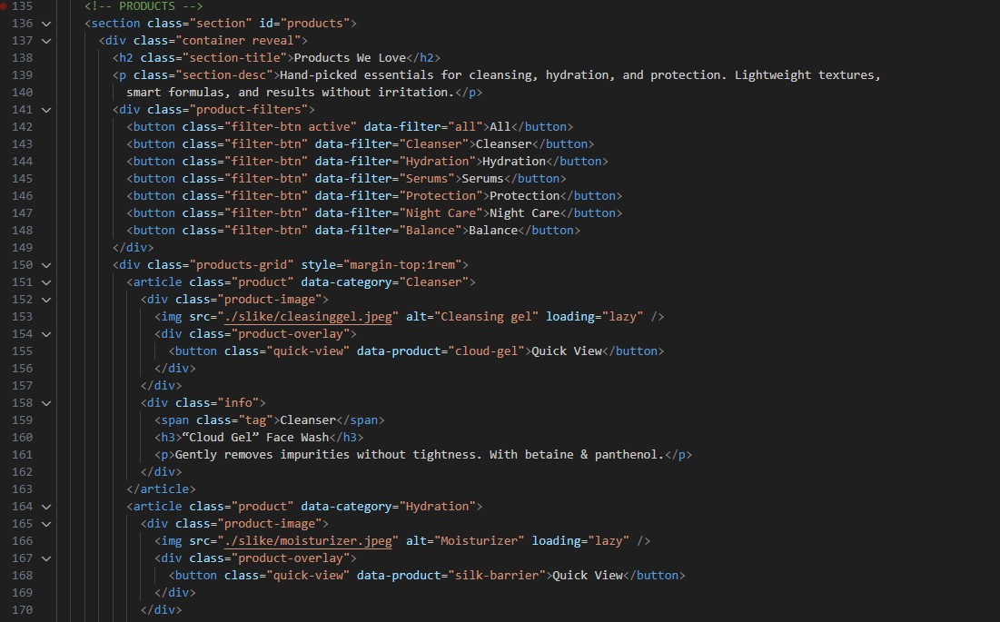 135 <!-- PRODUCTS -->
136 <section class="section" id="products">
137 <div class="container reveal">
138 <h2 class="section-title">Products We Love</h2>
139 <p class="section-desc">Hand-picked essentials for cleansing, hydration, and protection. Lightweight textures,
140 smart formulas, and results without irritation.</p>
141 <div class="product-filters">
142 <button class="filter-btn active" data-filter="all">All</button>
143 <button class="filter-btn" data-filter="Cleanser">Cleanser</button>
144 <button class="filter-btn" data-filter="Hydration">Hydration</button>
145 <button class="filter-btn" data-filter="Serums">Serums</button>
146 <button class="filter-btn" data-filter="Protection">Protection</button>
147 <button class="filter-btn" data-filter="Night Care">Night Care</button>
148 <button class="filter-btn" data-filter="Balance">Balance</button>
149 </div>
150 <div class="products-grid" style="margin-top:1rem">
151 <article class="product" data-category="Cleanser">
152 <div class="product-image">
153 <img src="./slike/cleasinggel.jpeg" alt="Cleansing gel" loading="lazy" />
154 <div class="product-overlay">
155 <button class="quick-view" data-product="cloud-gel">Quick View</button>
156 </div>
157 </div>
158 <div class="info">
159 <span class="tag">Cleanser</span>
160 <h3>“Cloud Gel” Face Wash</h3>
161 <p>Gently removes impurities without tightness. With betaine & panthenol.</p>
162 </div>
163 </article>
164 <article class="product" data-category="Hydration">
165 <div class="product-image">
166 <img src="./slike/moisturizer.jpeg" alt="Moisturizer" loading="lazy" />
167 <div class="product-overlay">
168 <button class="quick-view" data-product="silk-barrier">Quick View</button>
169 </div>
170 </div>